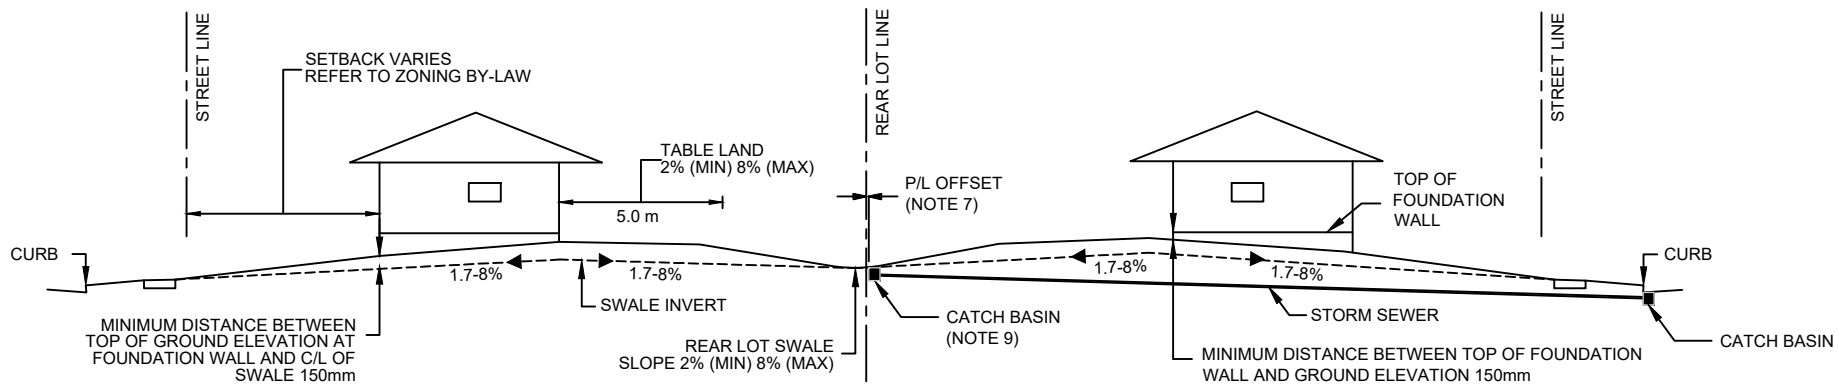 STREET LINE
SETBACK VARIES
REFER TO ZONING BY-LAW
TABLE LAND
2% (MIN) 8% (MAX)
5.0 m
REAR LOT LINE
P/L OFFSET
(NOTE 7)
TOP OF
FOUNDATION
WALL
STREET LINE
CURB
1.7-8%
1.7-8%
1.7-8%
1.7-8%
CURB
SWALE INVERT
MINIMUM DISTANCE BETWEEN
TOP OF GROUND ELEVATION AT
FOUNDATION WALL AND C/L OF
SWALE 150mm
REAR LOT SWALE
SLOPE 2% (MIN) 8% (MAX)
CATCH BASIN
(NOTE 9)
STORM SEWER
MINIMUM DISTANCE BETWEEN TOP OF FOUNDATION
WALL AND GROUND ELEVATION 150mm
CATCH BASIN